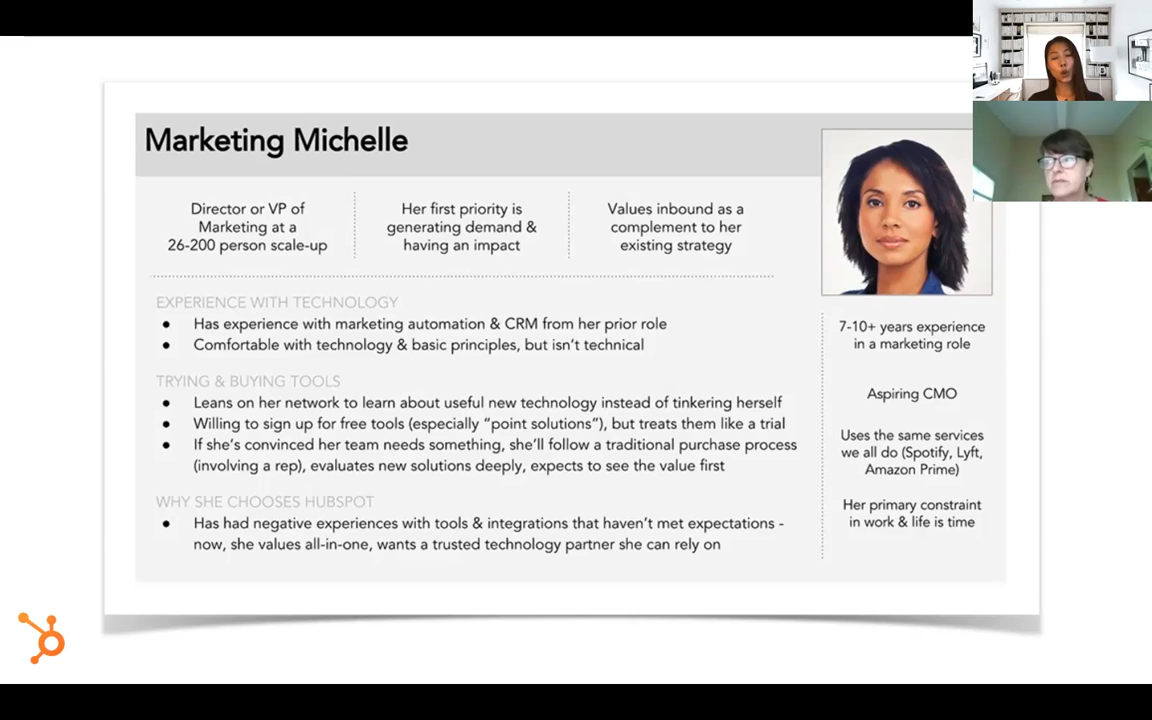 Marketing Michelle
Director or VP of
Marketing at a
26-200 person scale-up
Her first priority is
generating demand &
having an impact
Values inbound as a
complement to her
existing strategy
EXPERIENCE WITH TECHNOLOGY
● Has experience with marketing automation & CRM from her prior role
● Comfortable with technology & basic principles, but isn't technical
TRYING & BUYING TOOLS
● Leans on her network to learn about useful new technology instead of tinkering herself
● Willing to sign up for free tools (especially “point solutions”), but treats them like a trial
● If she's convinced her team needs something, she'll follow a traditional purchase process
(involving a rep), evaluates new solutions deeply, expects to see the value first
WHY SHE CHOOSES HUBSPOT
● Has had negative experiences with tools & integrations that haven't met expectations -
now, she values all-in-one, wants a trusted technology partner she can rely on
7-10+ years experience
in a marketing role
Aspiring CMO
Uses the same services
we all do (Spotify, Lyft,
Amazon Prime)
Her primary constraint
in work & life is time